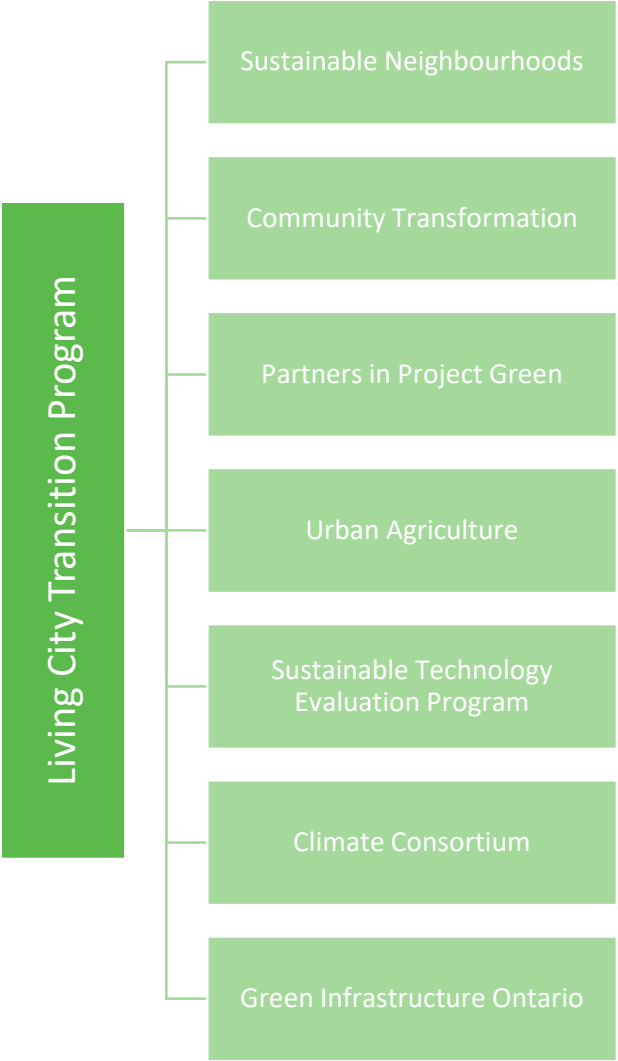 Living City Transition Program
Sustainable Neighbourhoods
Community Transformation
Partners in Project Green
Urban Agriculture
Sustainable Technology
Evaluation Program
Climate Consortium
Green Infrastructure Ontario